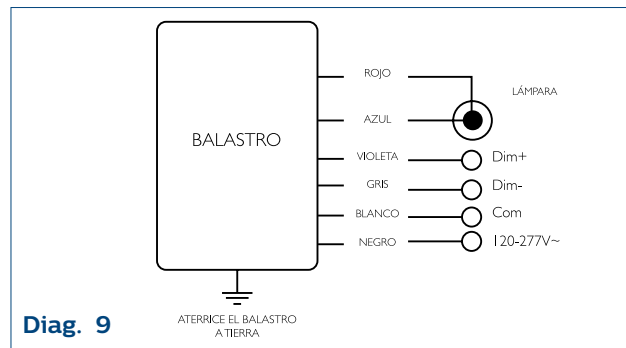 ROJO
LÁMPARA
AZUL
BALASTRO
VIOLETA
Dim+
GRIS
Dim-
BLANCO
Com
NEGRO
120-277V~
ATERRICE EL BALASTRO
A TIERRA
Diag. 9